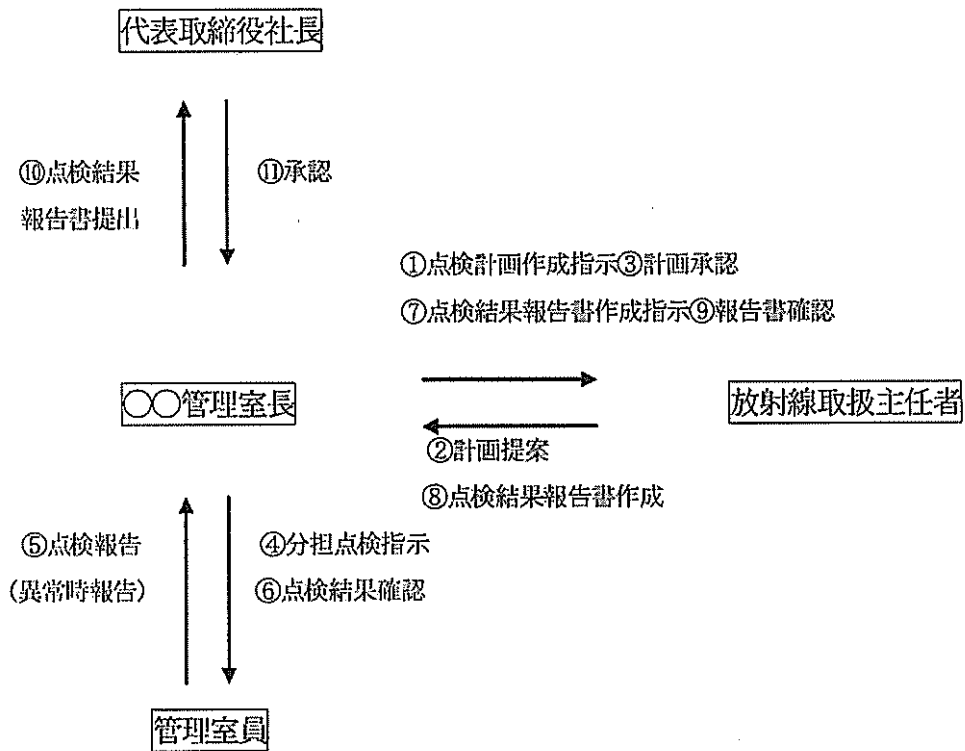 代表取締役社長
⑩点検結果
報告書提出
⑪承認
①点検計画作成指示③計画承認
⑦点検結果報告書作成指示⑨報告書確認
〇〇管理室長
放射線取扱主任者
②計画提案
⑧点検結果報告書作成
⑤点検報告
(異常時報告)
④分担点検指示
⑥点検結果確認
管理室員